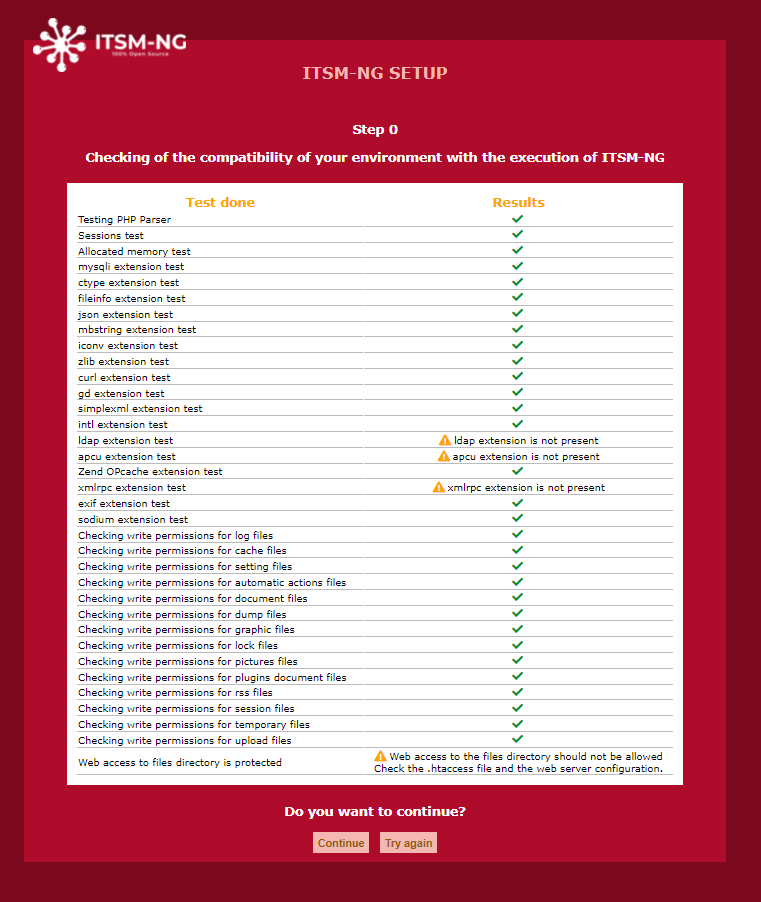 ITSM-NG
100% Open Source
ITSM-NG SETUP
Step 0
Checking of the compatibility of your environment with the execution of ITSM-NG
Test done Results
Testing PHP Parser
Sessions test
Allocated memory test
mysqli extension test
ctype extension test
fileinfo extension test
json extension test
mbstring extension test
iconv extension test
zlib extension test
curl extension test
gd extension test
simplexml extension test
intl extension test
ldap extension test ldap extension is not present
apcu extension test apcu extension is not present
Zend OPcache extension test
xmlrpc extension test xmlrpc extension is not present
exif extension test
sodium extension test
Checking write permissions for log files
Checking write permissions for cache files
Checking write permissions for setting files
Checking write permissions for automatic actions files
Checking write permissions for document files
Checking write permissions for dump files
Checking write permissions for graphic files
Checking write permissions for lock files
Checking write permissions for pictures files
Checking write permissions for plugins document files
Checking write permissions for rss files
Checking write permissions for session files
Checking write permissions for temporary files
Checking write permissions for upload files
Web access to files directory is protected Web access to the files directory should not be allowed
Check the .htaccess file and the web server configuration.
Do you want to continue?
Continue Try again